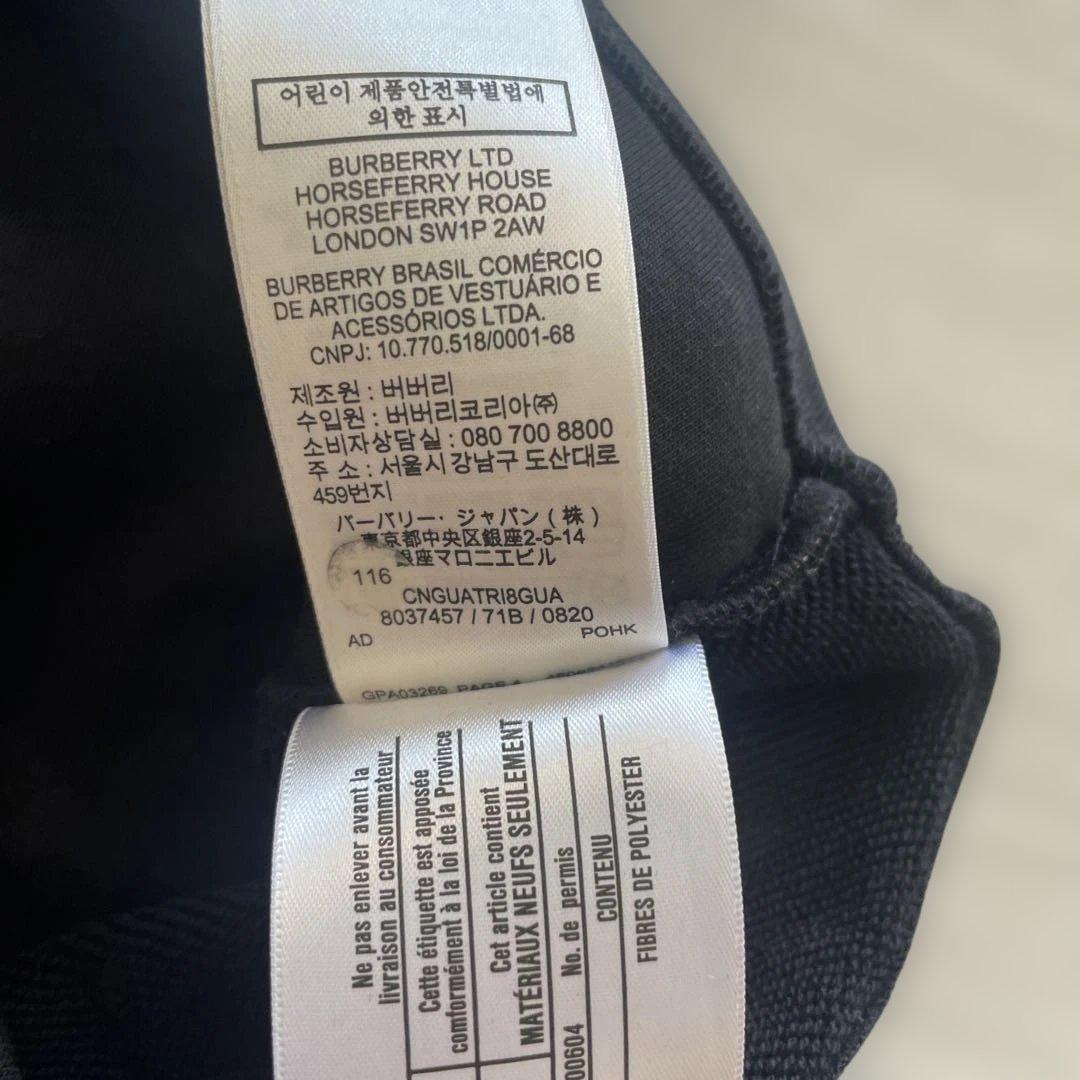 어린이 제품안전특별법에
의한 표시
BURBERRY LTD
HORSEFERRY HOUSE
HORSEFERRY ROAD
LONDON SW1P 2AW
BURBERRY BRASIL COMÉRCIO
DE ARTIGOS DE VESTUÁRIO E
ACESSÓRIOS LTDA.
CNPJ: 10.770.518/0001-68
제조원 : 버버리
수입원 : 버버리코리아㈜
소비자상담실 : 080 700 8800
주 소 : 서울시 강남구 도산대로
459번지
バーバリー・ジャパン ( 株 )
東京都中央区銀座2-5-14
銀座マロニエビル
116
CNGUATRI8GUA
8037457 / 71B / 0820
AD
POHK
GPA03269 PAGE
Ne pas enlever avant la
livraison au consommateur
Cette étiquette est apposée
conformément à la loi de la Province
Cet article contient
MATÉRIAUX NEUFS SEULEMENT
00604 No. de permis
CONTENU
FIBRES DE POLYESTER